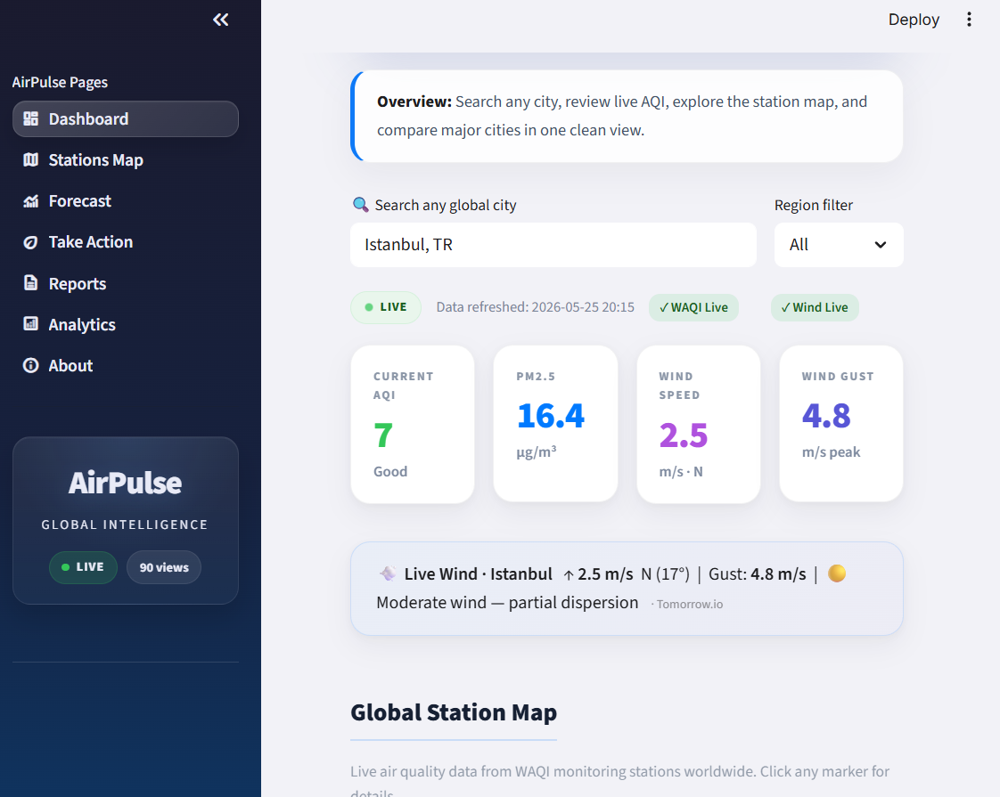 Deploy
AirPulse Pages
Dashboard
Stations Map
Forecast
Take Action
Reports
Analytics
About
AirPulse
GLOBAL INTELLIGENCE
LIVE
90 views
Overview: Search any city, review live AQI, explore the station map, and
compare major cities in one clean view.
Search any global city
Region filter
Istanbul, TR
All
LIVE
Data refreshed: 2026-05-25 20:15
✓ WAQI Live
✓ Wind Live
CURRENT
AQI
7
Good
PM2.5
16.4
µg/m³
WIND
SPEED
2.5
m/s · N
WIND GUST
4.8
m/s peak
Live Wind · Istanbul ↑ 2.5 m/s N (17°) | Gust: 4.8 m/s |
Moderate wind — partial dispersion · Tomorrow.io
Global Station Map
Live air quality data from WAQI monitoring stations worldwide. Click any marker for
details.